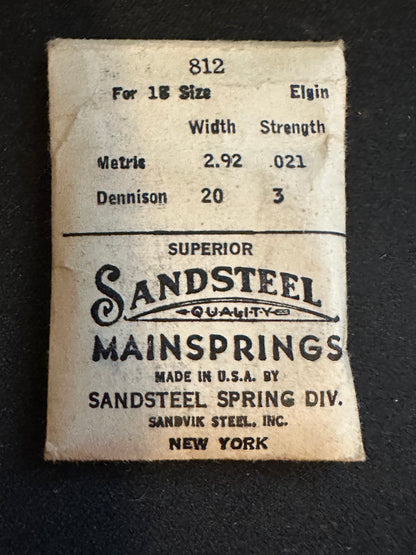 812
For 18 Size Elgin
Width Strength
Metric 2.92 .021
Dennison 20 3
SUPERIOR
SANDSTEEL
QUALITY
MAINSPRINGS
MADE IN U.S.A. BY
SANDSTEEL SPRING DIV.
SANDVIK STEEL, INC.
NEW YORK